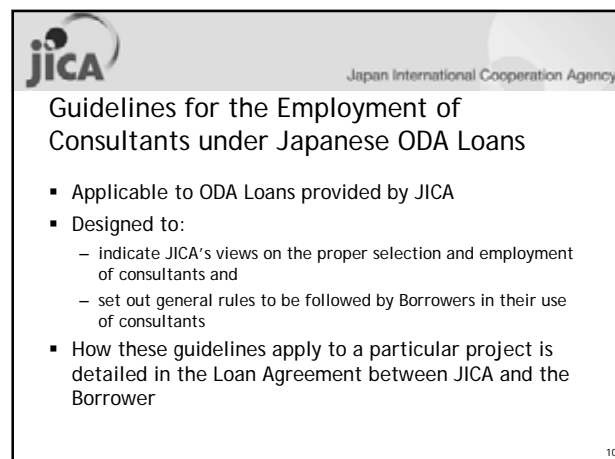 jica
Japan International Cooperation Agency
Guidelines for the Employment of
Consultants under Japanese ODA Loans
▪ Applicable to ODA Loans provided by JICA
▪ Designed to:
– indicate JICA's views on the proper selection and employment
of consultants and
– set out general rules to be followed by Borrowers in their use
of consultants
▪ How these guidelines apply to a particular project is
detailed in the Loan Agreement between JICA and the
Borrower
10